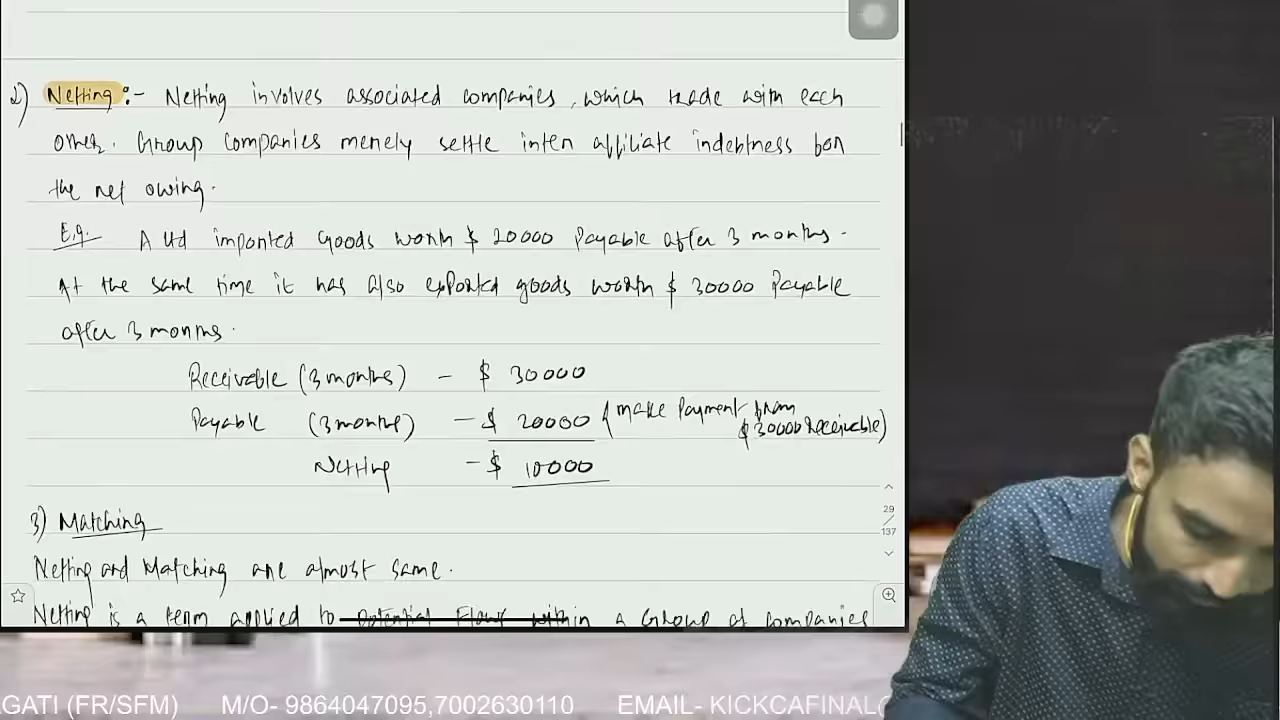 2) Netting :- Netting involves associated companies, which trade with each
other. Group companies merely settle inter affiliate indebtness for
the net owing.
E.g. A Ltd imported Goods worth $ 20000 Payable after 3 months.
At the same time it has also exported goods worth $ 30000 Payable
after 3 months.
Receivable (3 months) - $ 30000
Payable (3 months) - $ 20000 (make Payment from
$30000 Receivable)
Netting - $ 10000
29
/
137
3) Matching
Netting and Matching are almost same.
Netting is a term applied to Potential Flows within a Group of companies
GATI (FR/SFM) M/O- 9864047095,7002630110 EMAIL- KICKCAFINAL@